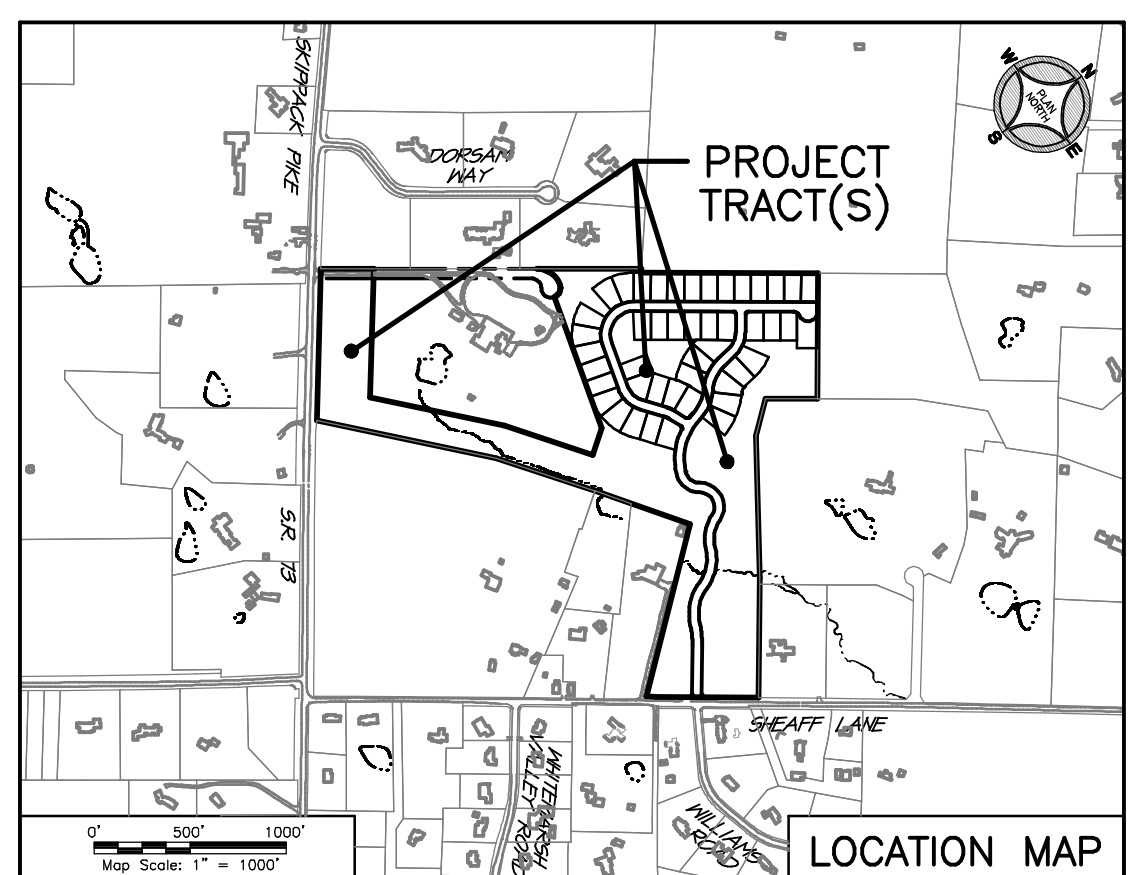 SKIPPACK PIKE
W
N
PLAN
NORTH
S
E
DORSAM
WAY
PROJECT
TRACT(S)
S.R. 73
SHEAFF LANE
WHITEMARSH
VALLEY ROAD
WILLIAMS
ROAD
0' 500' 1000'
Map Scale: 1" = 1000'
LOCATION MAP